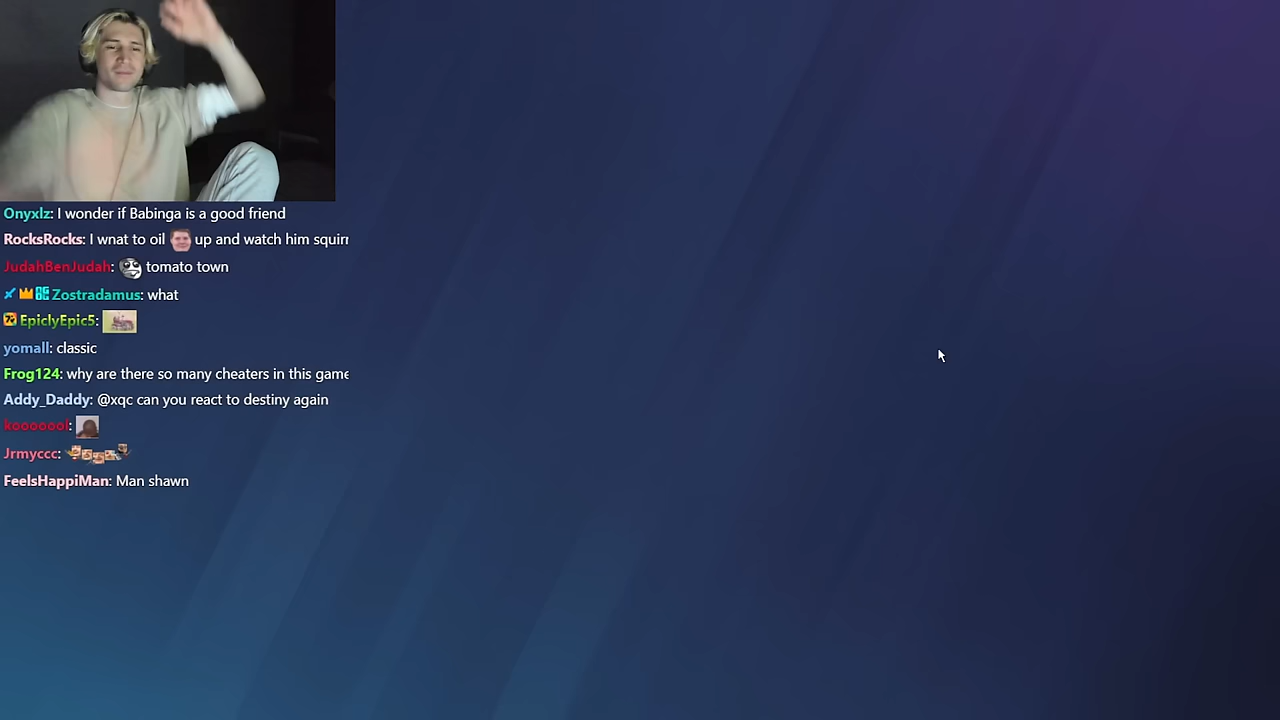 Onyxlz: I wonder if Babinga is a good friend
RocksRocks: I wnat to oil up and watch him squir
JudahBenJudah: tomato town
Zostradamus: what
EpiclyEpic5:
yomall: classic
Frog124: why are there so many cheaters in this game
Addy_Daddy: @xqc can you react to destiny again
kooooool:
Jrmyccc:
FeelsHappiMan: Man shawn